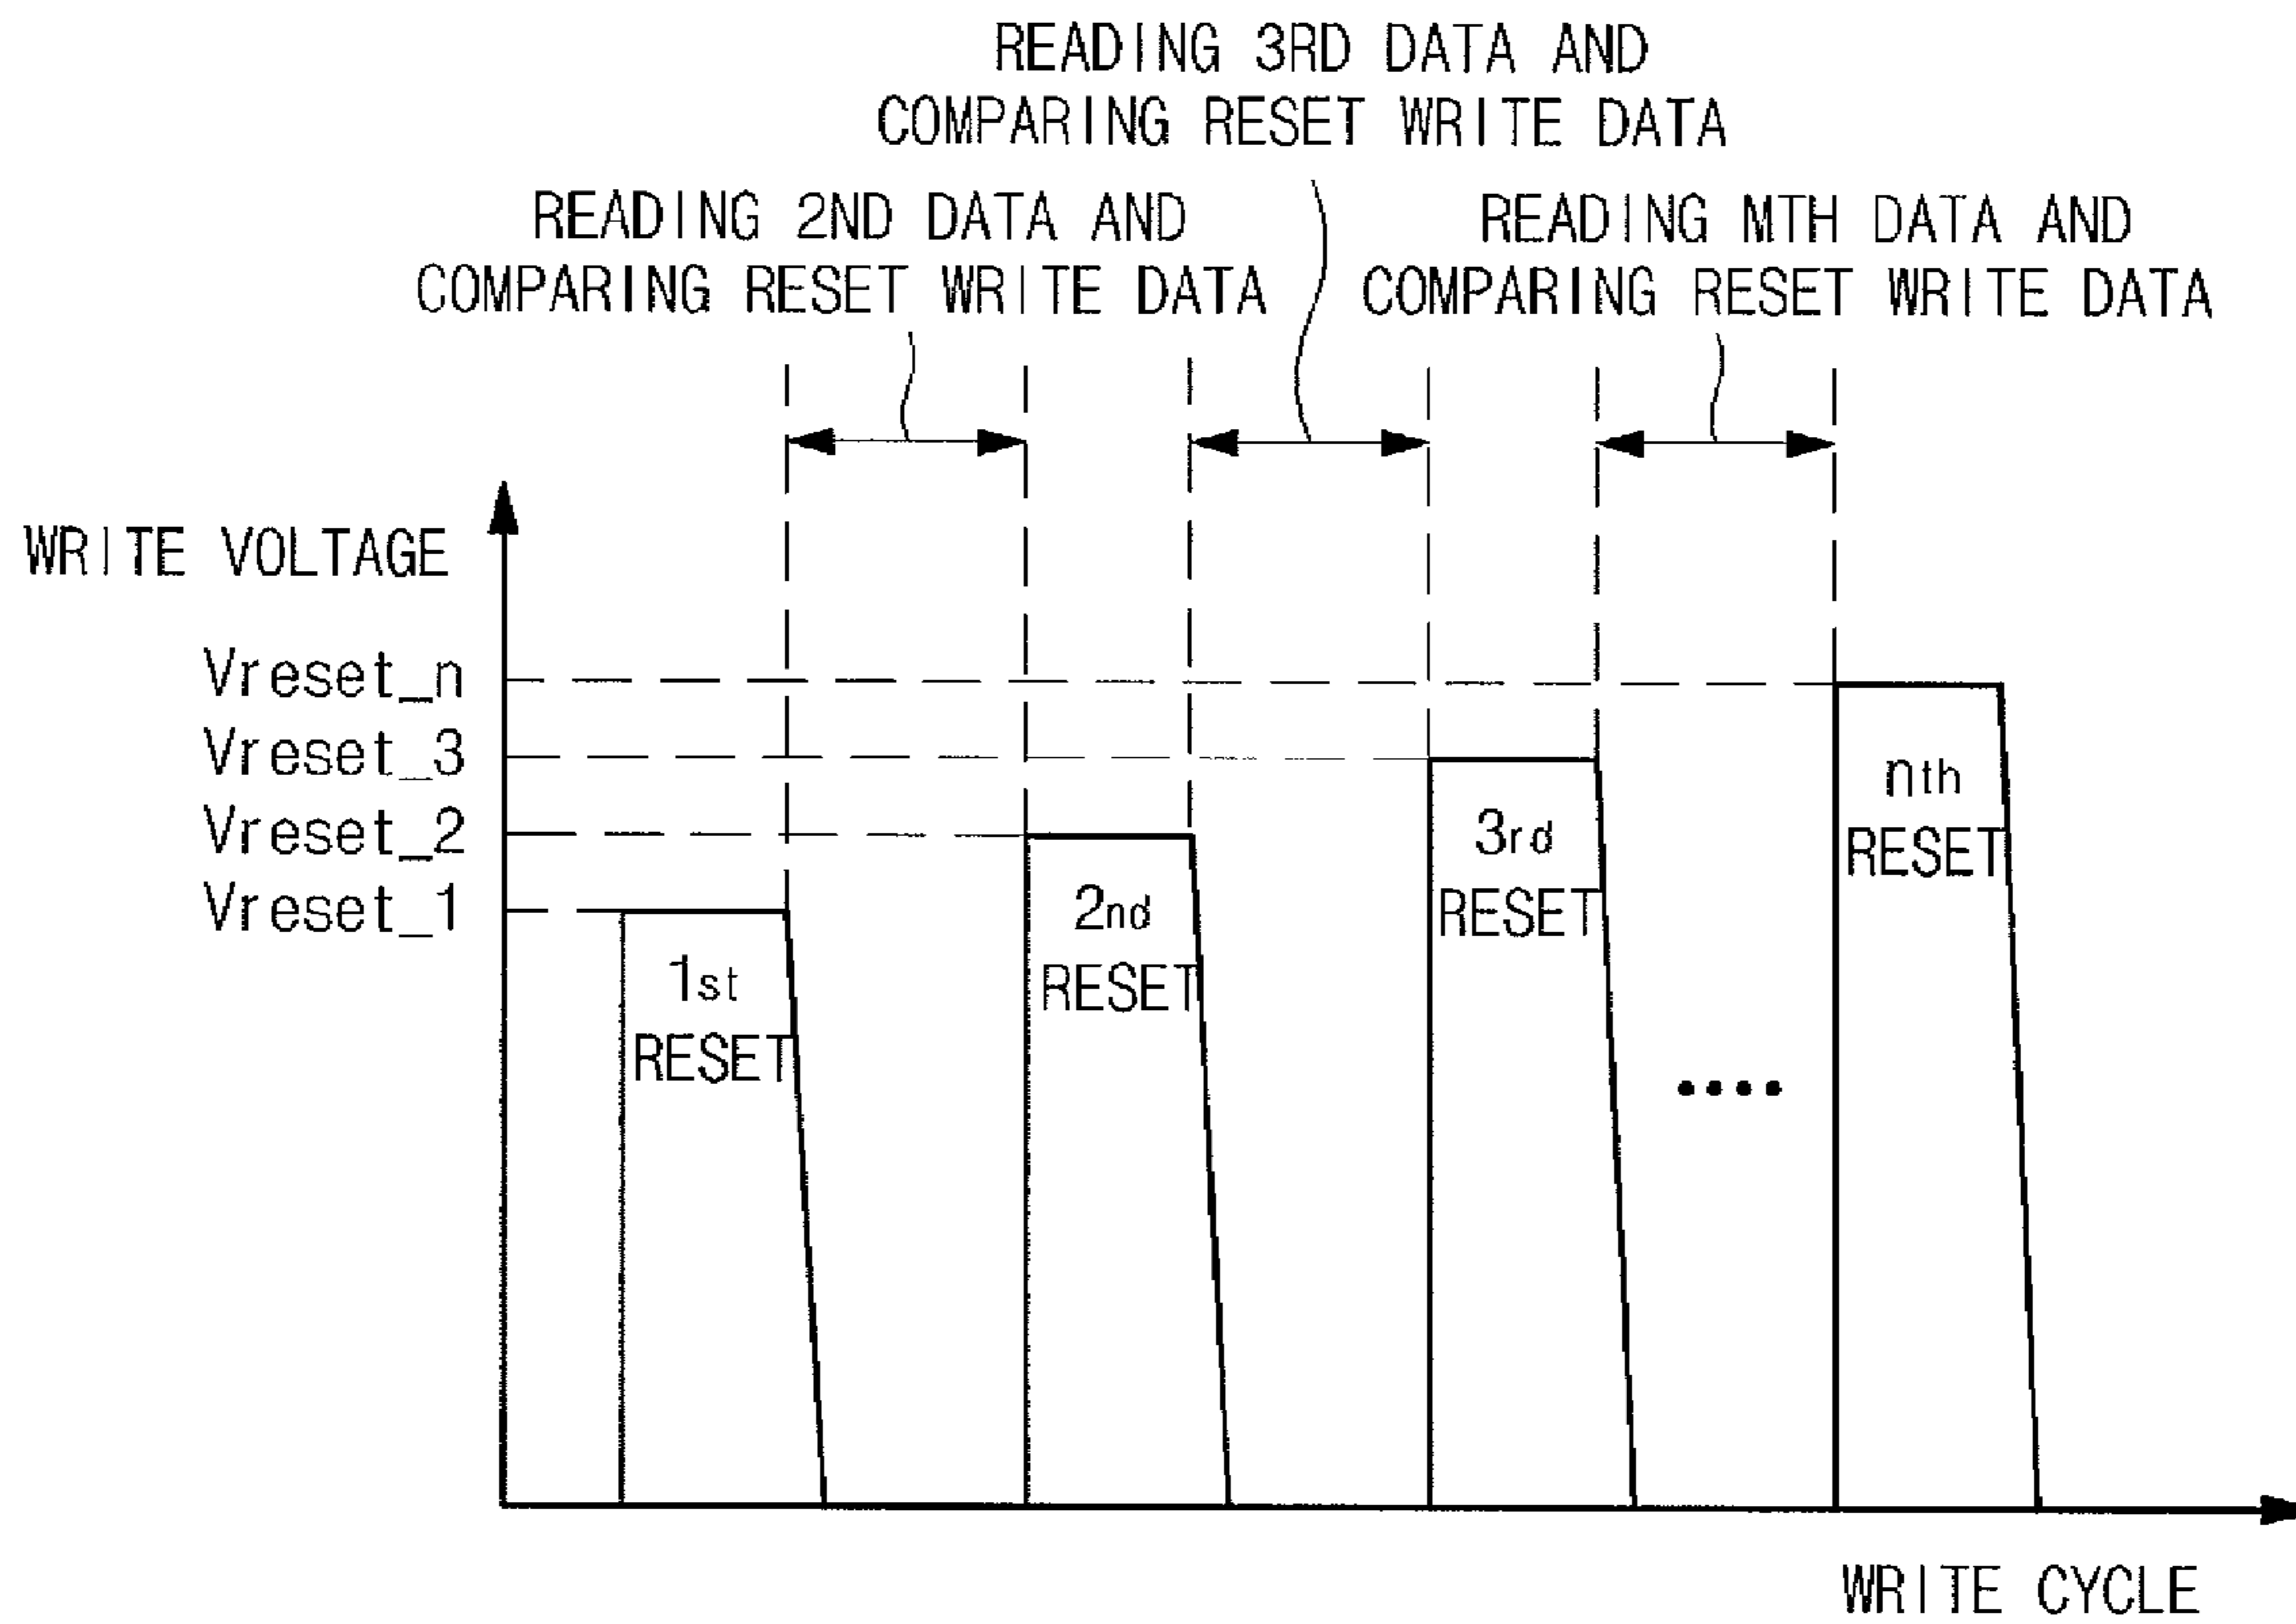 READING 3RD DATA AND
COMPARING RESET WRITE DATA
READING 2ND DATA AND
COMPARING RESET WRITE DATA
READING MTH DATA AND
COMPARING RESET WRITE DATA
WRITE VOLTAGE
Vreset_n
Vreset_3
Vreset_2
Vreset_1
1st
RESET
2nd
RESET
3rd
RESET
....
nth
RESET
WRITE CYCLE